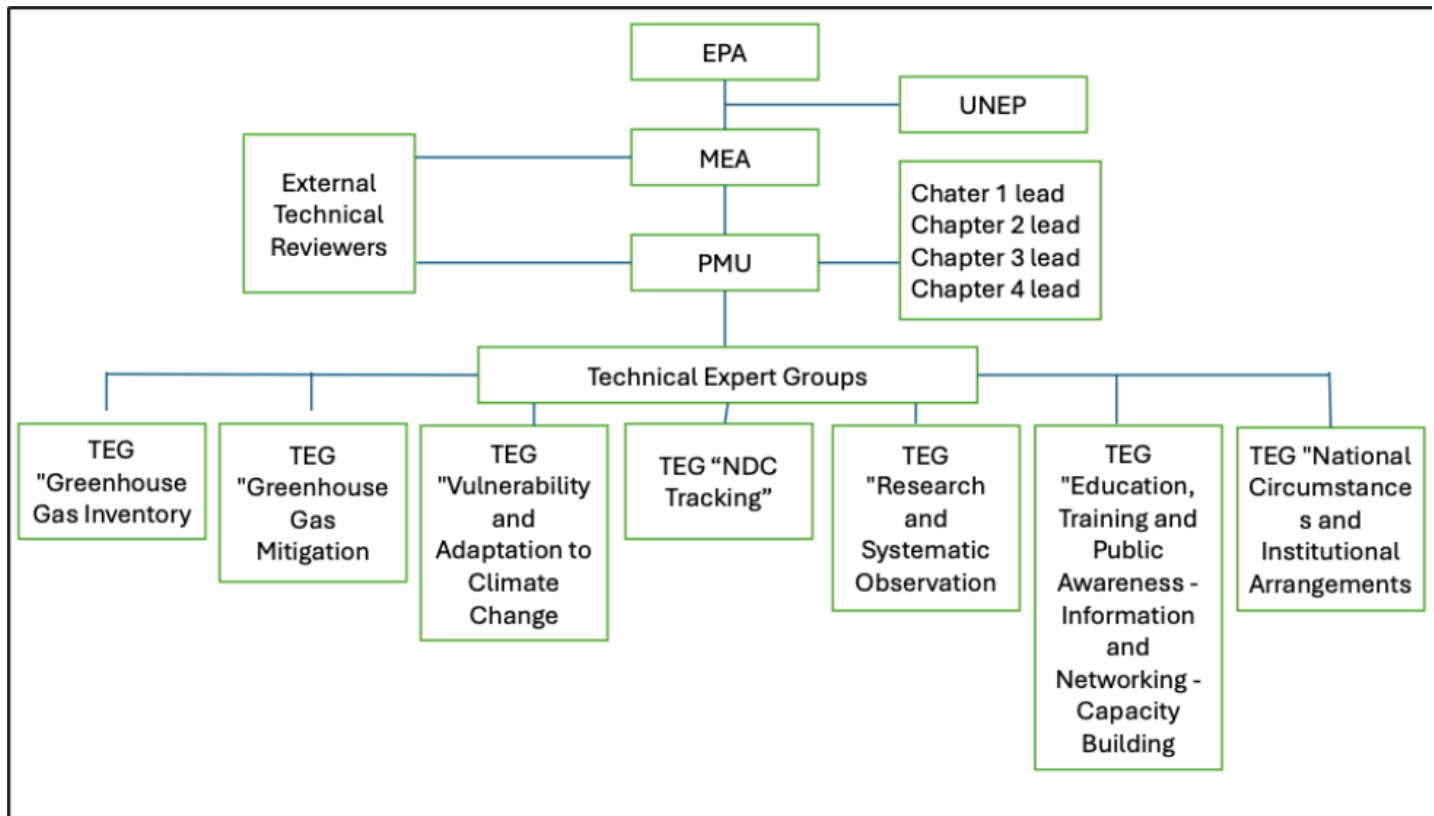 EPA
UNEP
MEA
External
Technical
Reviewers
Chater 1 lead
Chapter 2 lead
Chapter 3 lead
Chapter 4 lead
PMU
Technical Expert Groups
TEG
"Greenhouse
Gas Inventory
TEG
"Greenhouse
Gas
Mitigation
TEG
"Vulnerability
and
Adaptation to
Climate
Change
TEG “NDC
Tracking”
TEG
"Research
and
Systematic
Observation
TEG
"Education,
Training and
Public
Awareness -
Information
and
Networking -
Capacity
Building
TEG "National
Circumstance
s and
Institutional
Arrangements